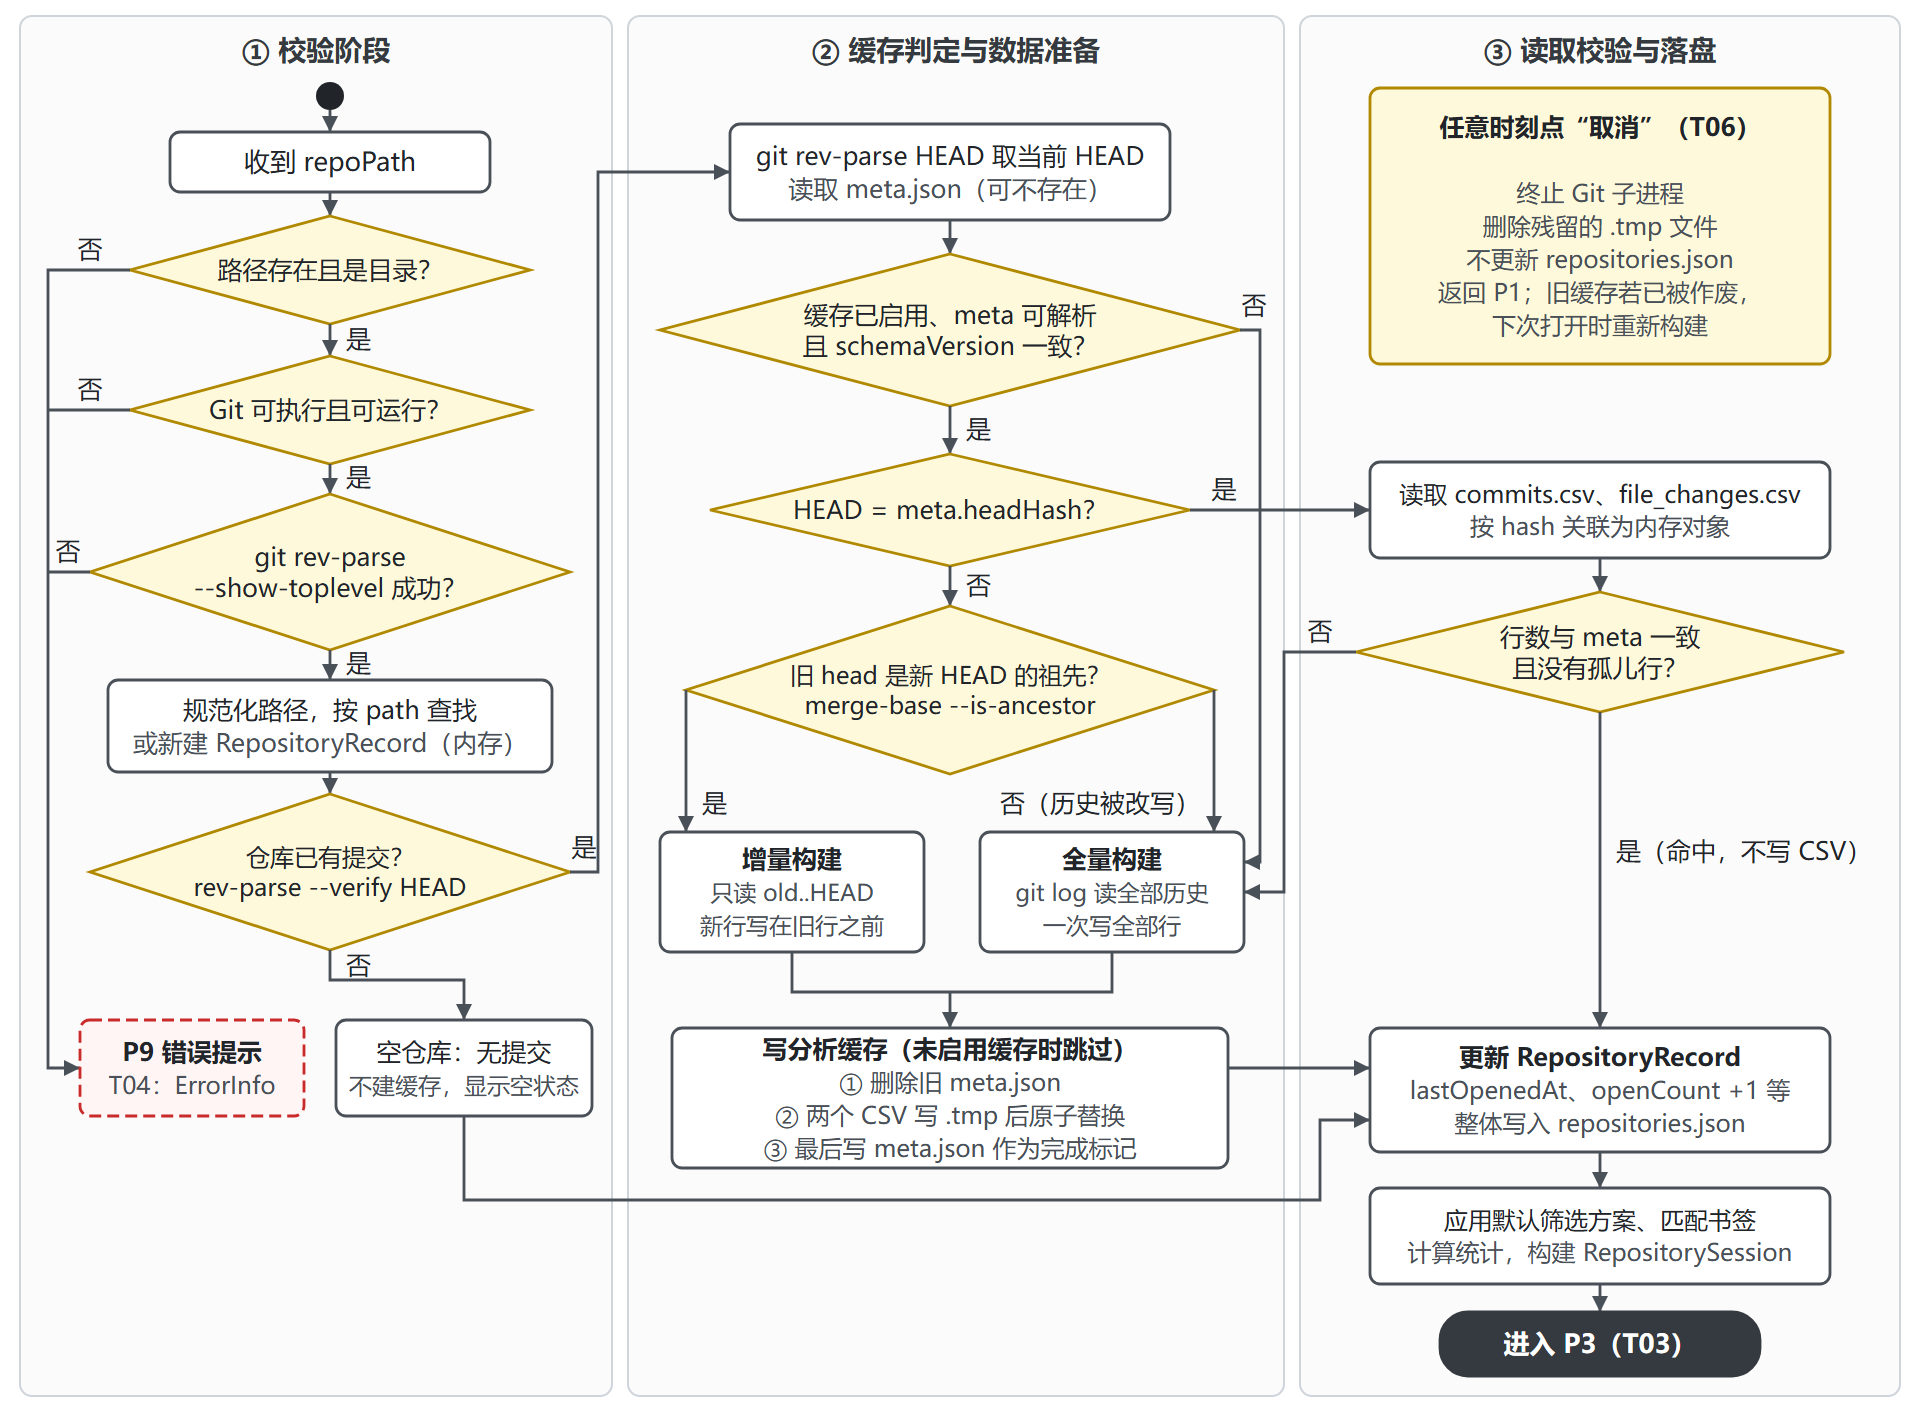 ① 校验阶段
收到 repoPath
路径存在且是目录？
否
是
Git 可执行且可运行？
否
是
git rev-parse
--show-toplevel 成功？
否
是
规范化路径，按 path 查找
或新建 RepositoryRecord（内存）
仓库已有提交？
rev-parse --verify HEAD
是
否
P9 错误提示
T04：ErrorInfo
空仓库：无提交
不建缓存，显示空状态
② 缓存判定与数据准备
git rev-parse HEAD 取当前 HEAD
读取 meta.json（可不存在）
缓存已启用、meta 可解析
且 schemaVersion 一致？
否
是
HEAD = meta.headHash？
是
否
旧 head 是新 HEAD 的祖先？
merge-base --is-ancestor
是
否（历史被改写）
增量构建
只读 old..HEAD
新行写在旧行之前
全量构建
git log 读全部历史
一次写全部行
写分析缓存（未启用缓存时跳过）
① 删除旧 meta.json
② 两个 CSV 写 .tmp 后原子替换
③ 最后写 meta.json 作为完成标记
③ 读取校验与落盘
任意时刻点“取消”（T06）
终止 Git 子进程
删除残留的 .tmp 文件
不更新 repositories.json
返回 P1；旧缓存若已被作废，
下次打开时重新构建
读取 commits.csv、file_changes.csv
按 hash 关联为内存对象
行数与 meta 一致
且没有孤儿行？
否
是（命中，不写 CSV）
更新 RepositoryRecord
lastOpenedAt、openCount +1 等
整体写入 repositories.json
应用默认筛选方案、匹配书签
计算统计，构建 RepositorySession
进入 P3（T03）